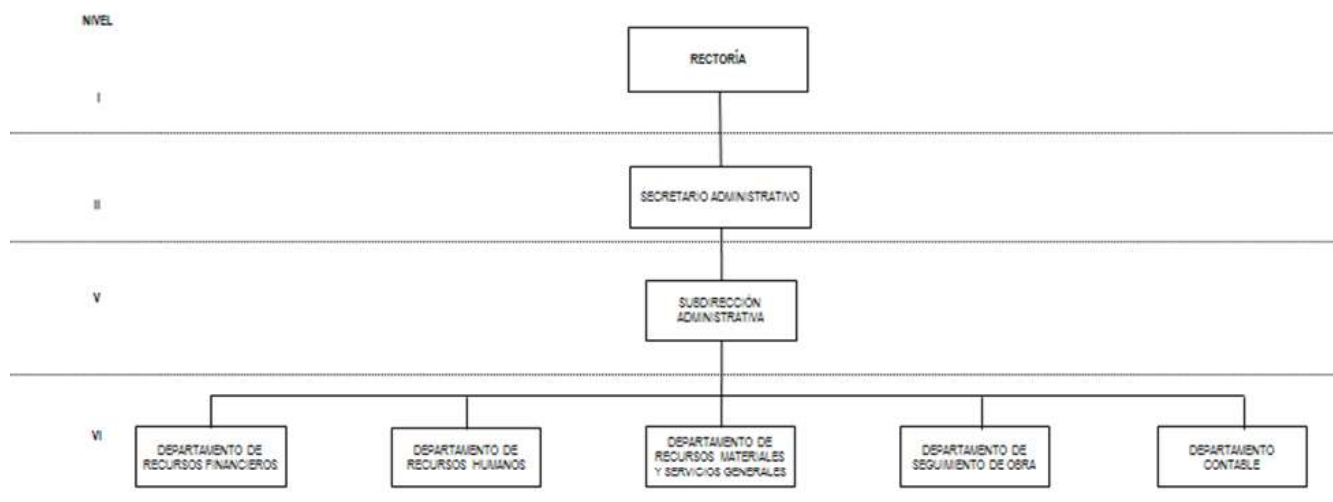 NIVEL
RECTORÍA
I
SECRETARIO ADMINISTRATIVO
II
V
SUBDIRECCIÓN
ADMINISTRATIVA
VI
DEPARTAMENTO DE
RECURSOS FINANCIEROS
DEPARTAMENTO DE
RECURSOS HUMANOS
DEPARTAMENTO DE
RECURSOS MATERIALES
Y SERVICIOS GENERALES
DEPARTAMENTO DE
SEGUIMIENTO DE OBRA
DEPARTAMENTO
CONTABLE